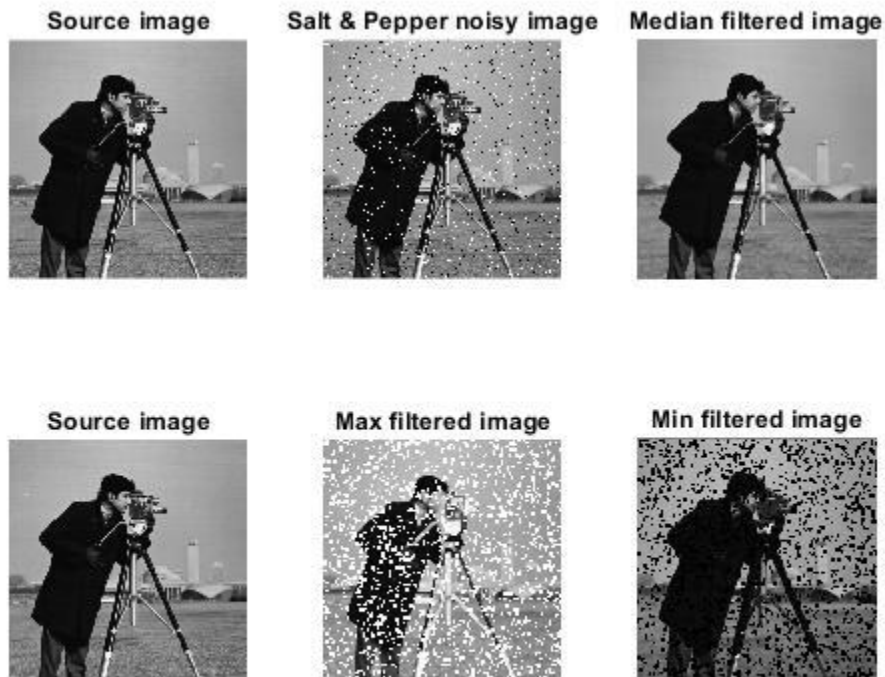 Source image
Salt & Pepper noisy image
Median filtered image
Source image
Max filtered image
Min filtered image